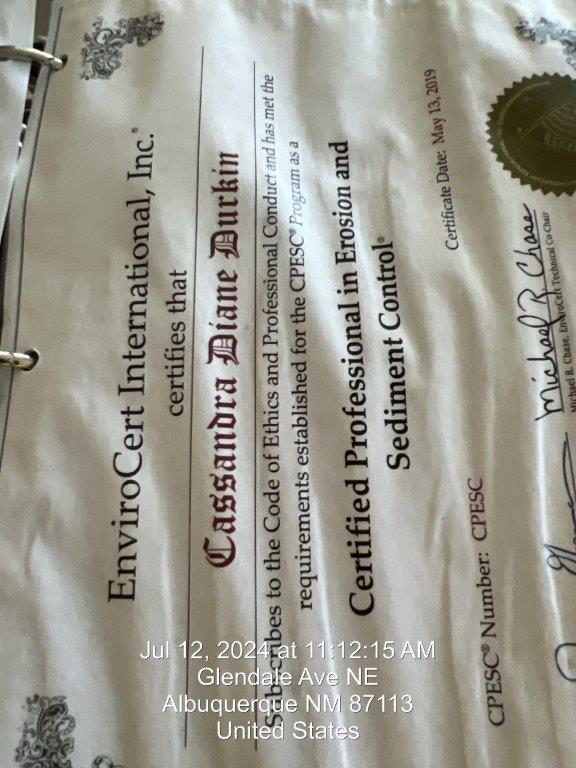 EnviroCert International, Inc.®
certifies that
Cassandra Diane Durkin
Subscribes to the Code of Ethics and Professional Conduct and has met the
requirements established for the CPESC® Program as a
Certified Professional in Erosion and
Sediment Control®
CPESC® Number: CPESC
Certificate Date: May 13, 2019
Michael R. Chase
Michael R. Chase, EnviroCert Technical Co-Chair
Jul 12, 2024 at 11:12:15 AM
Glendale Ave NE
Albuquerque NM 87113
United States